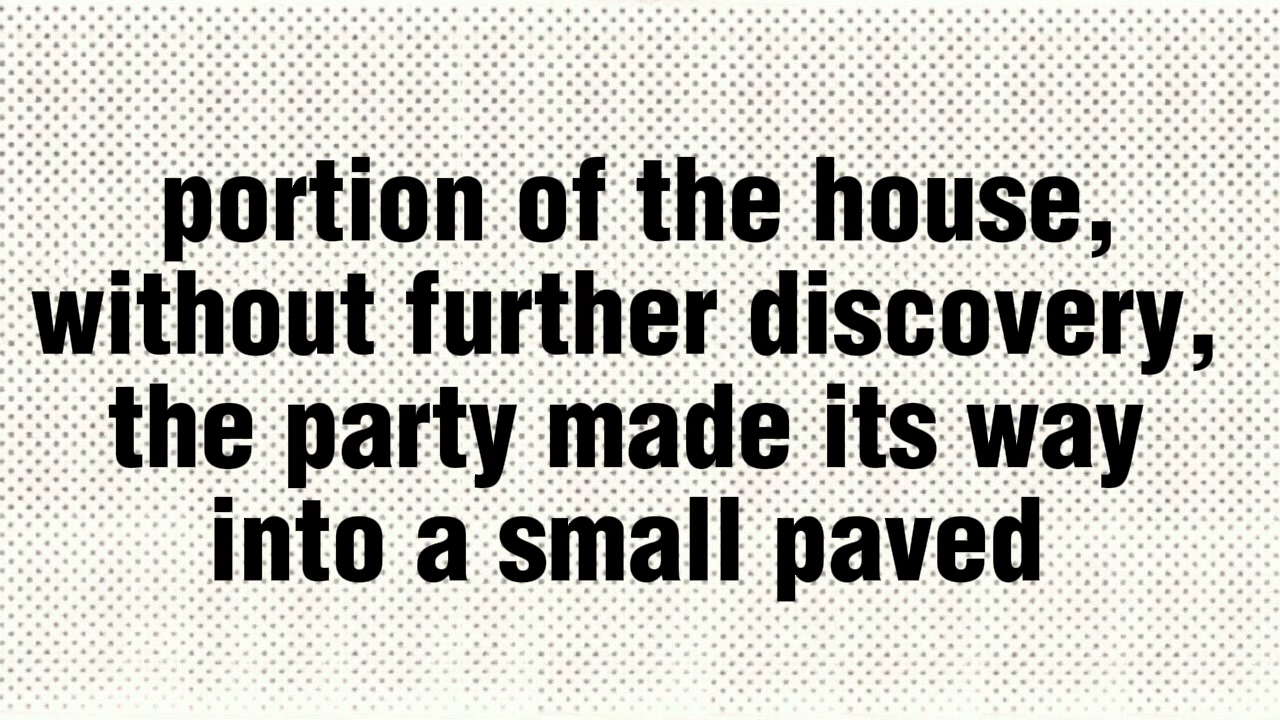 portion of the house,
without further discovery,
the party made its way
into a small paved